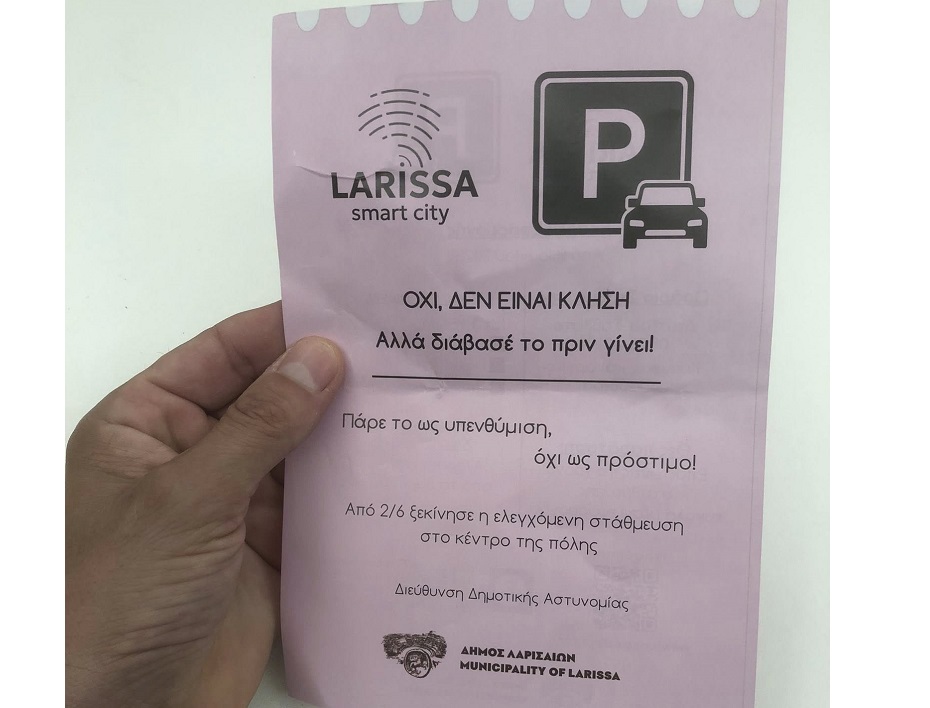 LARISSA
smart city
P
ΟΧΙ, ΔΕΝ ΕΙΝΑΙ ΚΛΗΣΗ
Αλλά διάβασέ το πριν γίνει!
Πάρε το ως υπενθύμιση,
όχι ως πρόστιμο!
Από 2/6 ξεκίνησε η ελεγχόμενη στάθμευση
στο κέντρο της πόλης
Διεύθυνση Δημοτικής Αστυνομίας
ΔΗΜΟΣ ΛΑΡΙΣΑΙΩΝ
MUNICIPALITY OF LARISSA